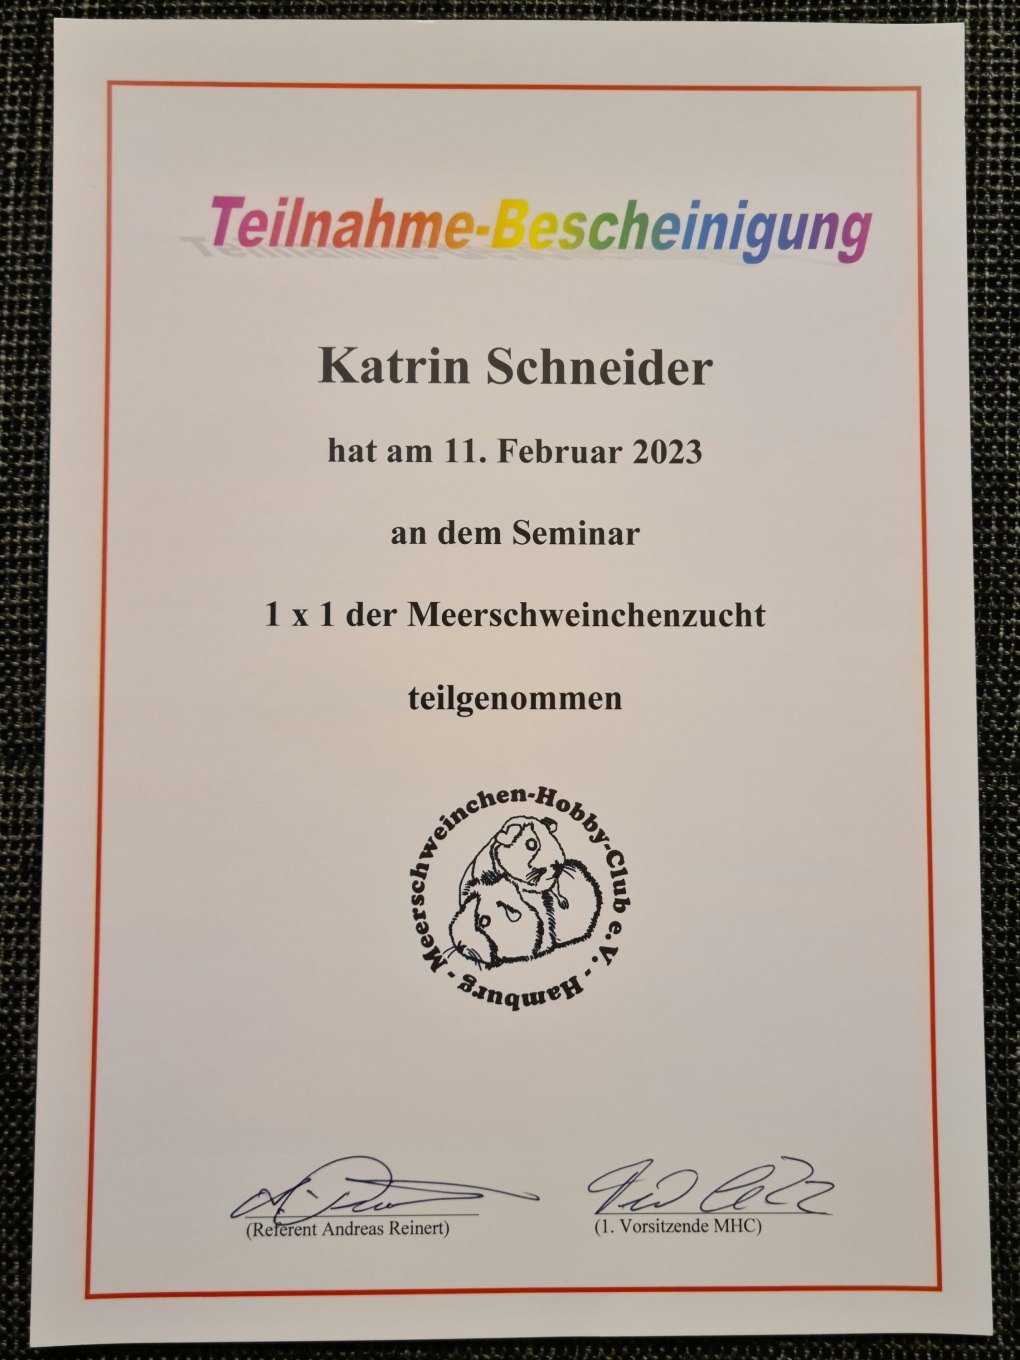 Teilnahme-Bescheinigung
Katrin Schneider
hat am 11. Februar 2023
an dem Seminar
1 x 1 der Meerschweinchenzucht
teilgenommen
Meerschweinchen-Hobby-Club e.V. - Hamburg -
(Referent Andreas Reinert)
(1. Vorsitzende MHC)